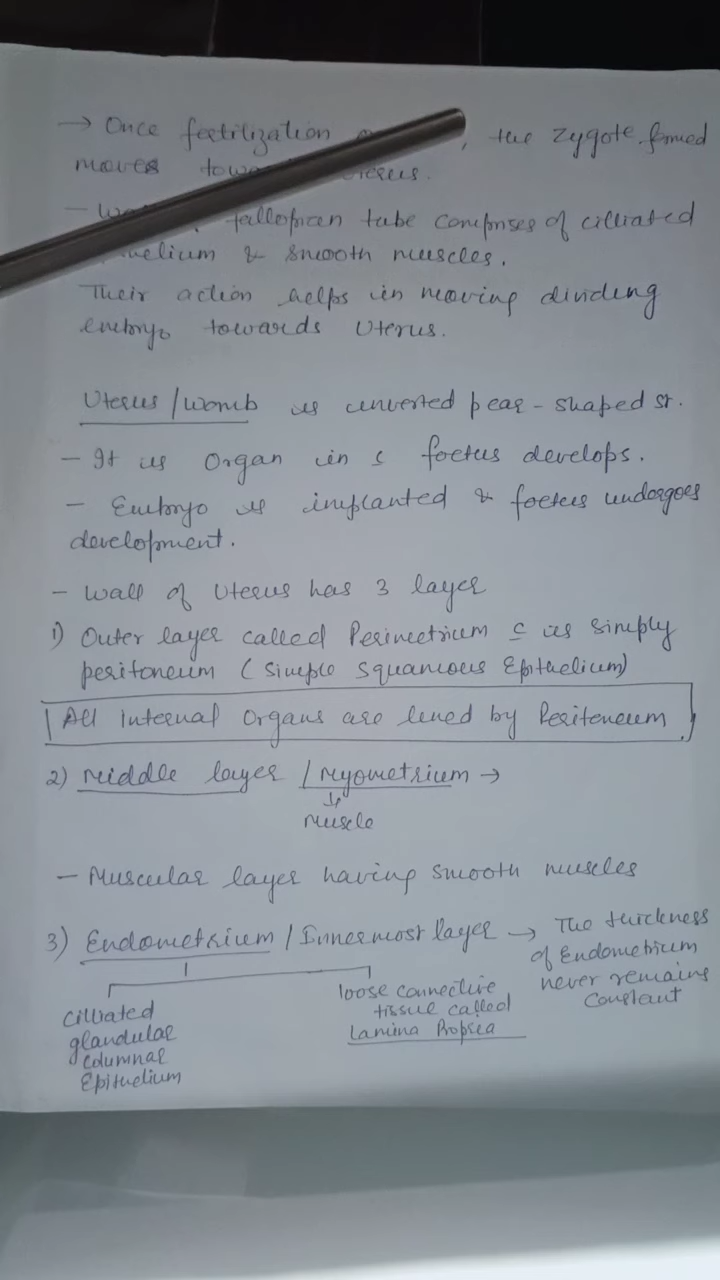 → Once fertilization the zygote formed
moves
fallopian tube comprises of cilliated
& smooth muscles.
Their action helps in moving dividing
embryo towards Uterus.
Uterus/womb is inverted pear-shaped st.
- It is organ in c foetus develops.
- Embryo is implanted & foetus undergoes
development.
- Wall of Uterus has 3 layer
1) Outer layer called Perimetrium c is simply
peritoneum (simple squamous Epithelium)
All internal organs are lined by Periteneum
2) Middle layer / Myometrium →
Muscle
- Muscular layer having smooth muscles
3) Endometrium / Innermost layer → The thickness
of Endometrium
never remains
constant
cilliated
glandular
columnar
Epithelium
loose connective
tissue called
Lamina Propria